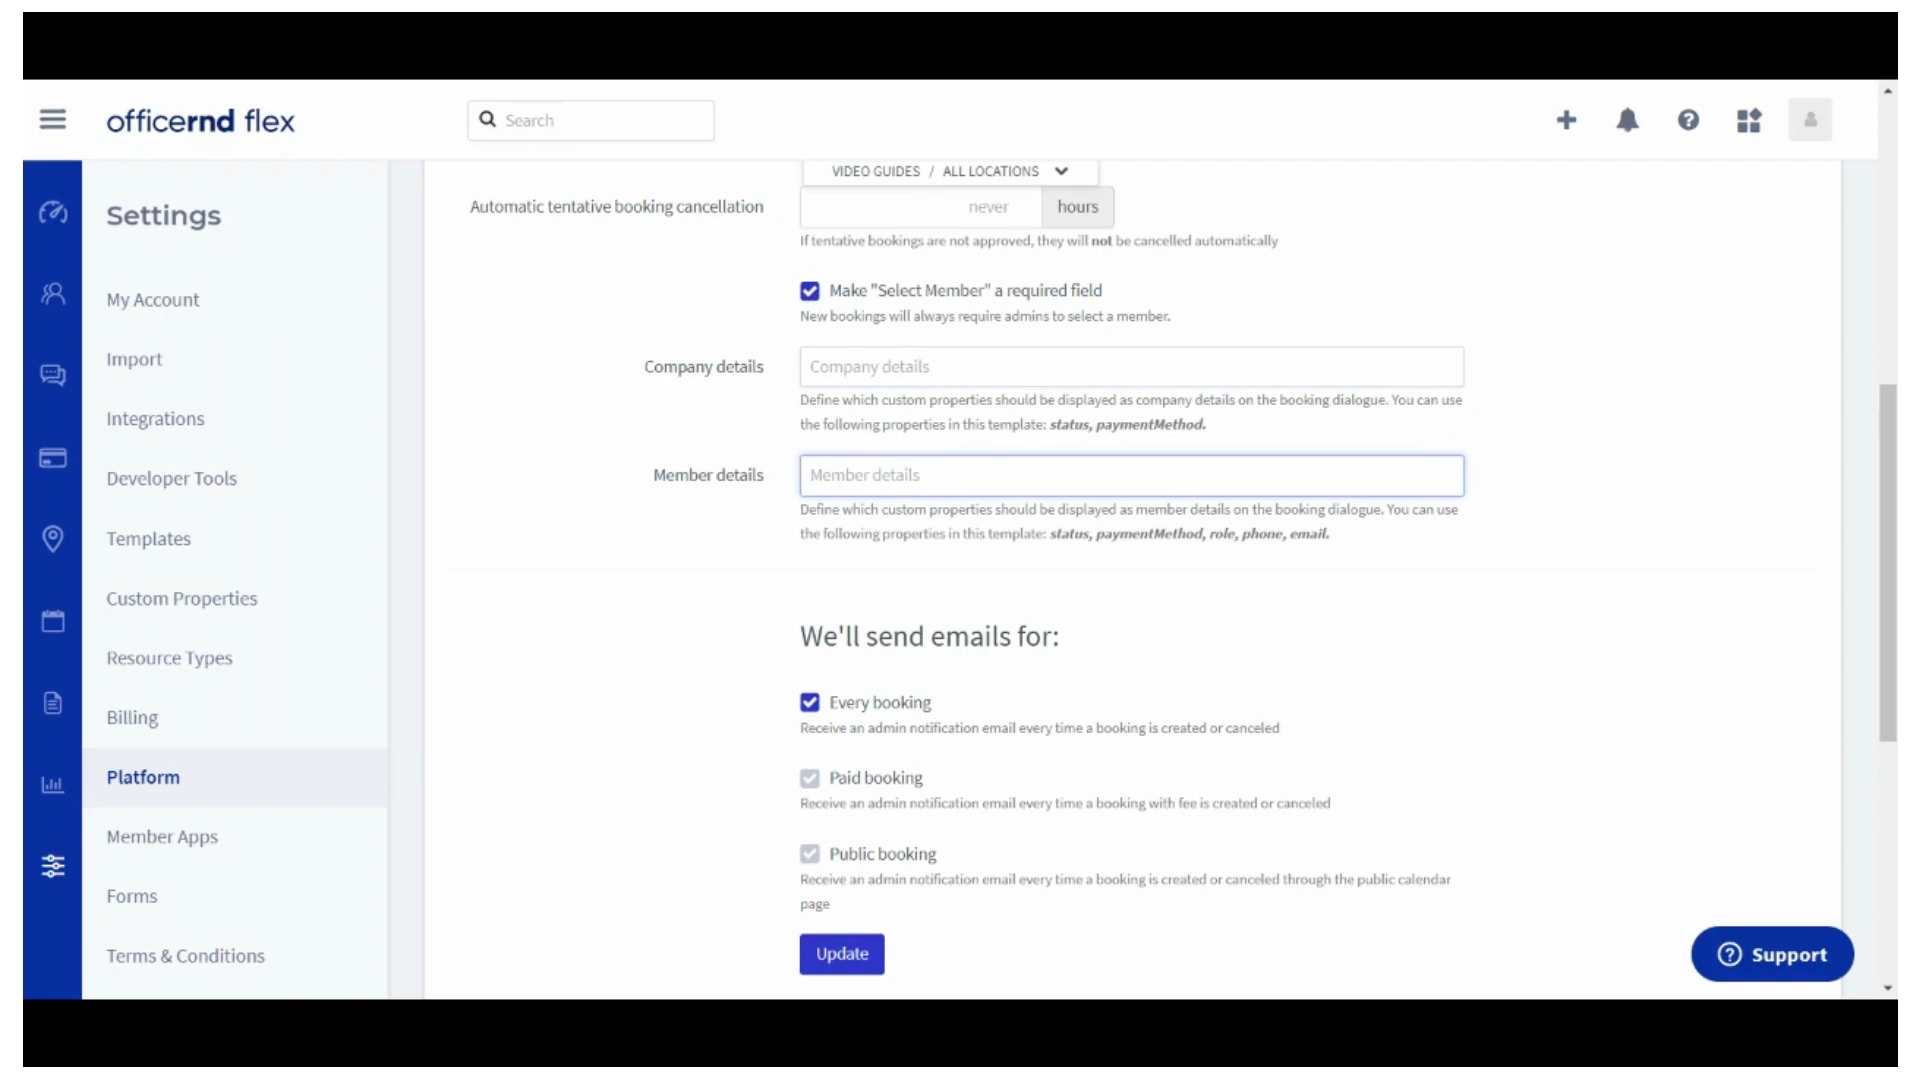 officernd flex
Search
VIDEO GUIDES / ALL LOCATIONS
Settings
Automatic tentative booking cancellation
never
hours
If tentative bookings are not approved, they will not be cancelled automatically
My Account
Make "Select Member" a required field
New bookings will always require admins to select a member.
Import
Company details
Company details
Define which custom properties should be displayed as company details on the booking dialogue. You can use
the following properties in this template: status, paymentMethod.
Integrations
Developer Tools
Member details
Member details
Define which custom properties should be displayed as member details on the booking dialogue. You can use
the following properties in this template: status, paymentMethod, role, phone, email.
Templates
Custom Properties
We'll send emails for:
Resource Types
Billing
Every booking
Receive an admin notification email every time a booking is created or canceled
Platform
Paid booking
Receive an admin notification email every time a booking with fee is created or canceled
Member Apps
Public booking
Receive an admin notification email every time a booking is created or canceled through the public calendar
page
Forms
Terms & Conditions
Update
Support